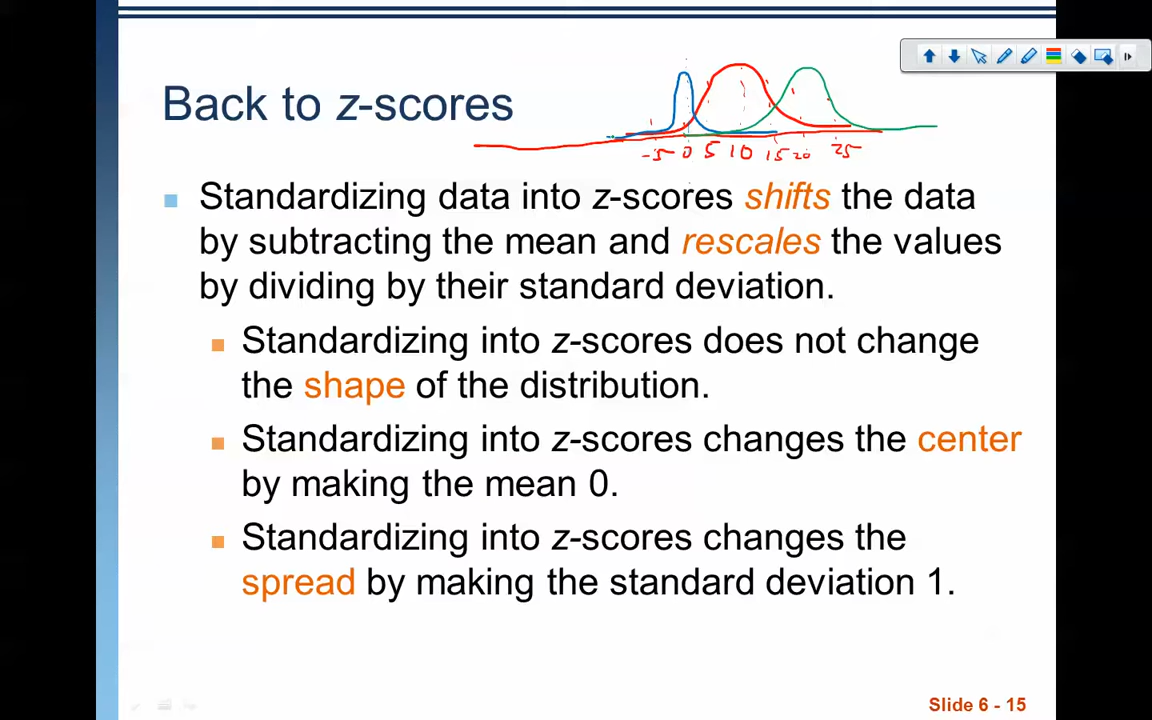 Back to z-scores
-5 0 5 10 15 20 25
Standardizing data into z-scores shifts the data
by subtracting the mean and rescales the values
by dividing by their standard deviation.
Standardizing into z-scores does not change
the shape of the distribution.
Standardizing into z-scores changes the center
by making the mean 0.
Standardizing into z-scores changes the
spread by making the standard deviation 1.
Slide 6 - 15